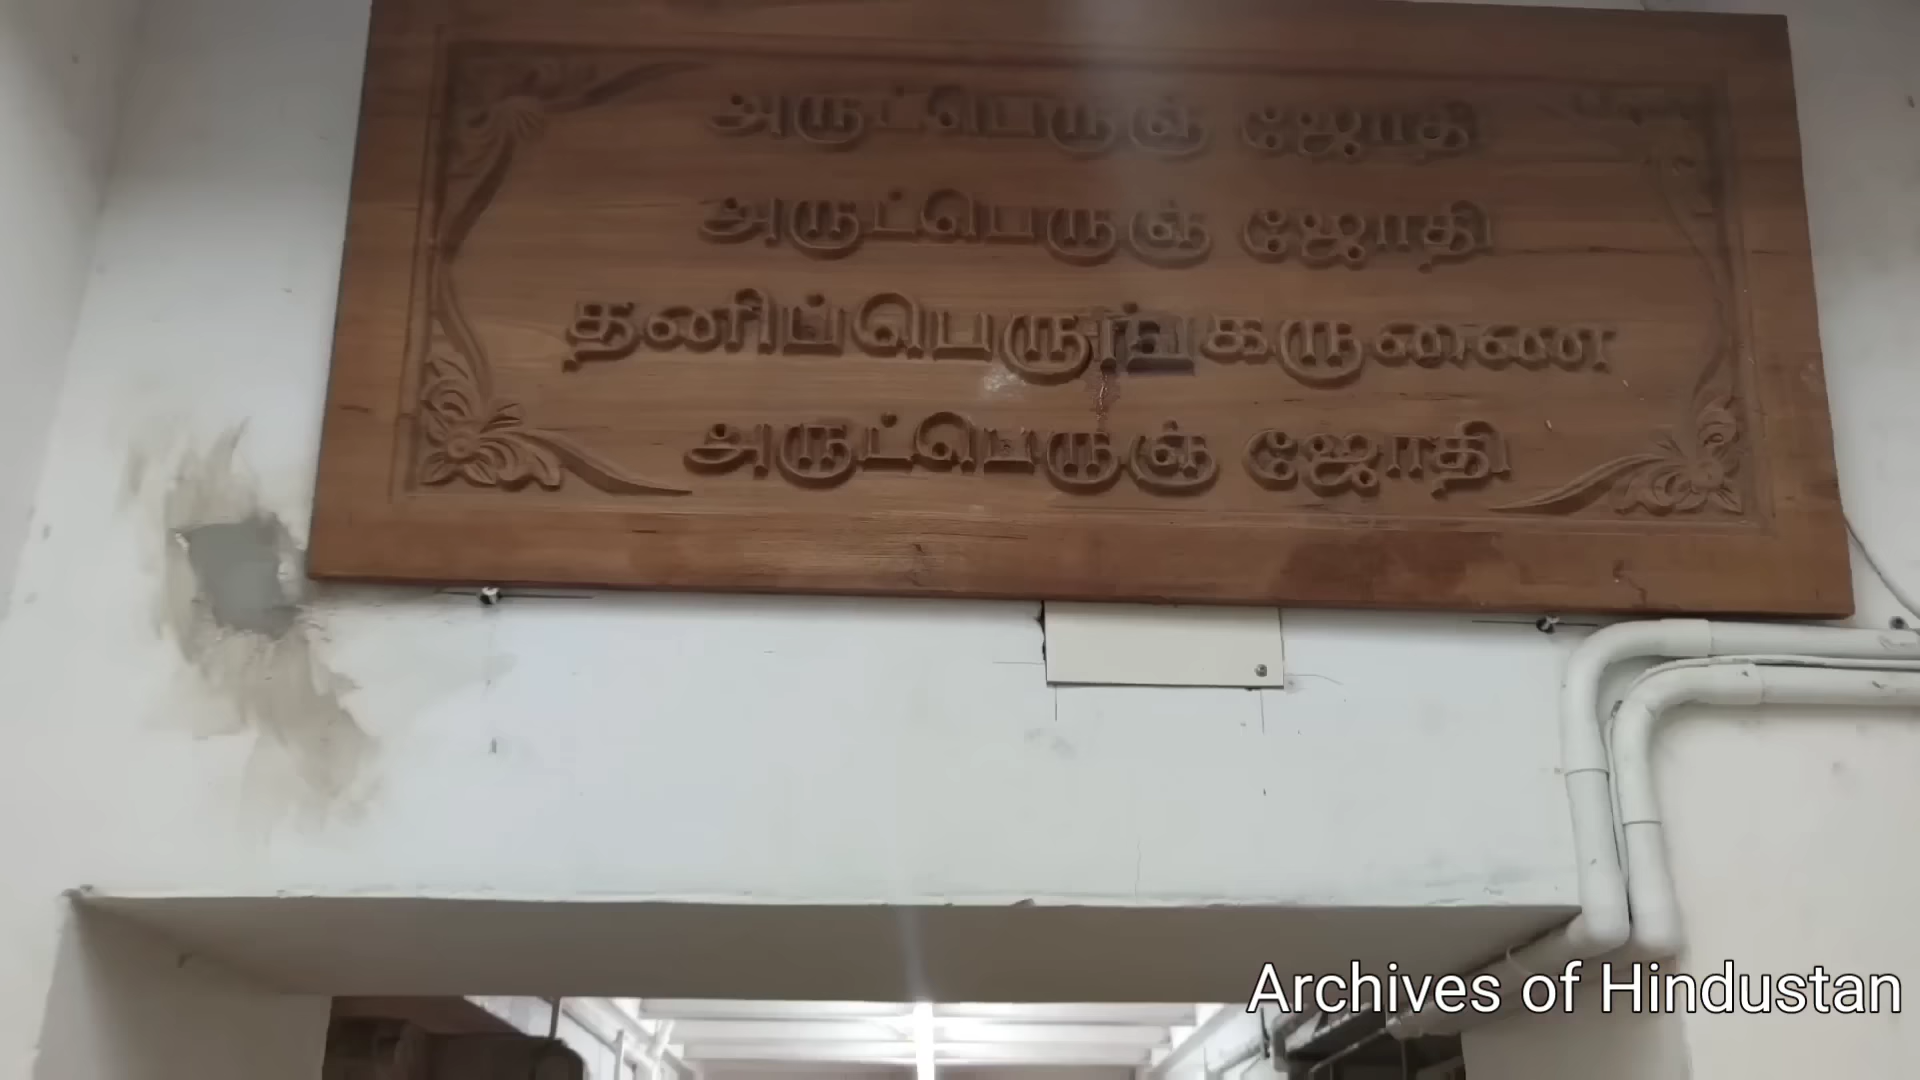 அருட்பெருஞ் ஜோதி
அருட்பெருஞ் ஜோதி
தனிப்பெருங்கருணை
அருட்பெருஞ் ஜோதி
Archives of Hindustan